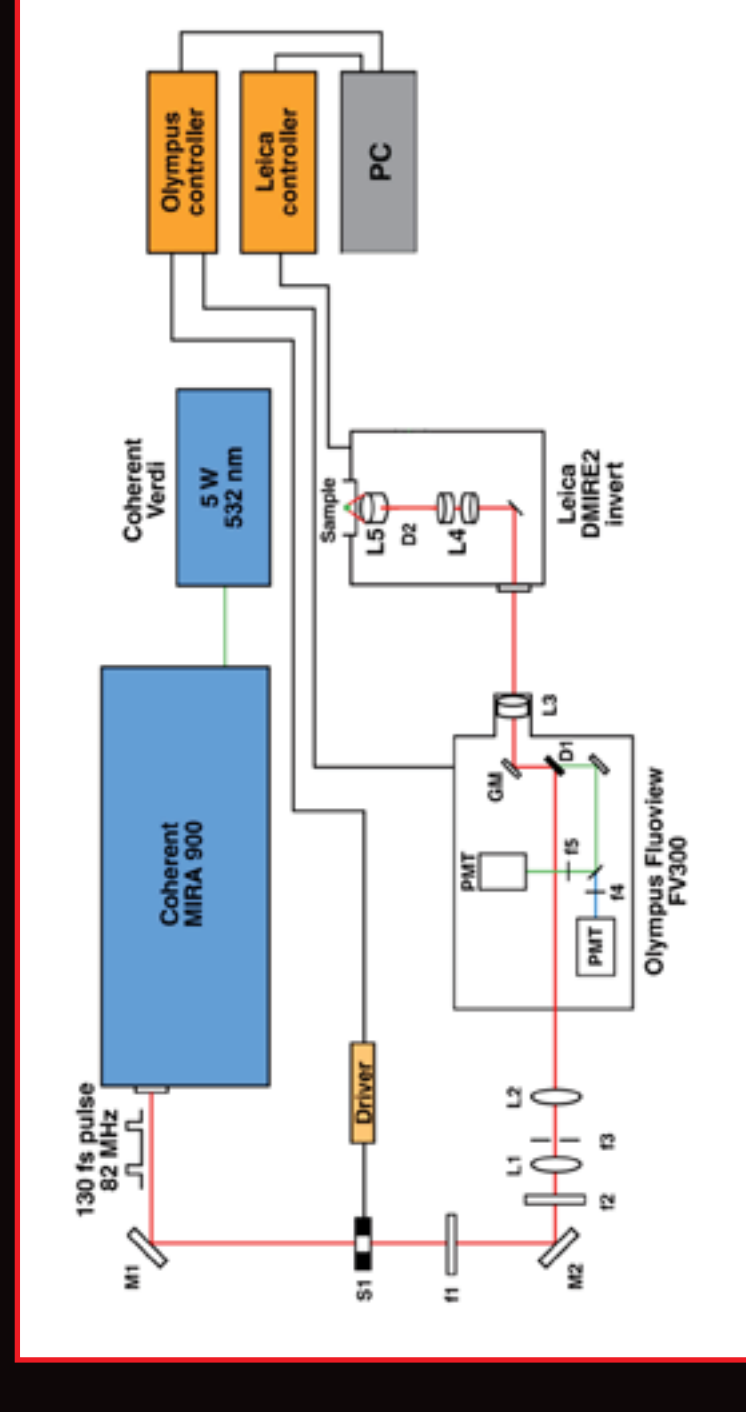 Olympus
controller
Leica
controller
PC
Coherent
Verdi
5 W
532 nm
Sample
L5
D2
L4
Leica
DMIRE2
invert
Coherent
MIRA 900
L3
GM
D1
PMT
f5
f4
PMT
Olympus Fluoview
FV300
130 fs pulse
82 MHz
Driver
L2
L1
f3
f2
M1
S1
f1
M2